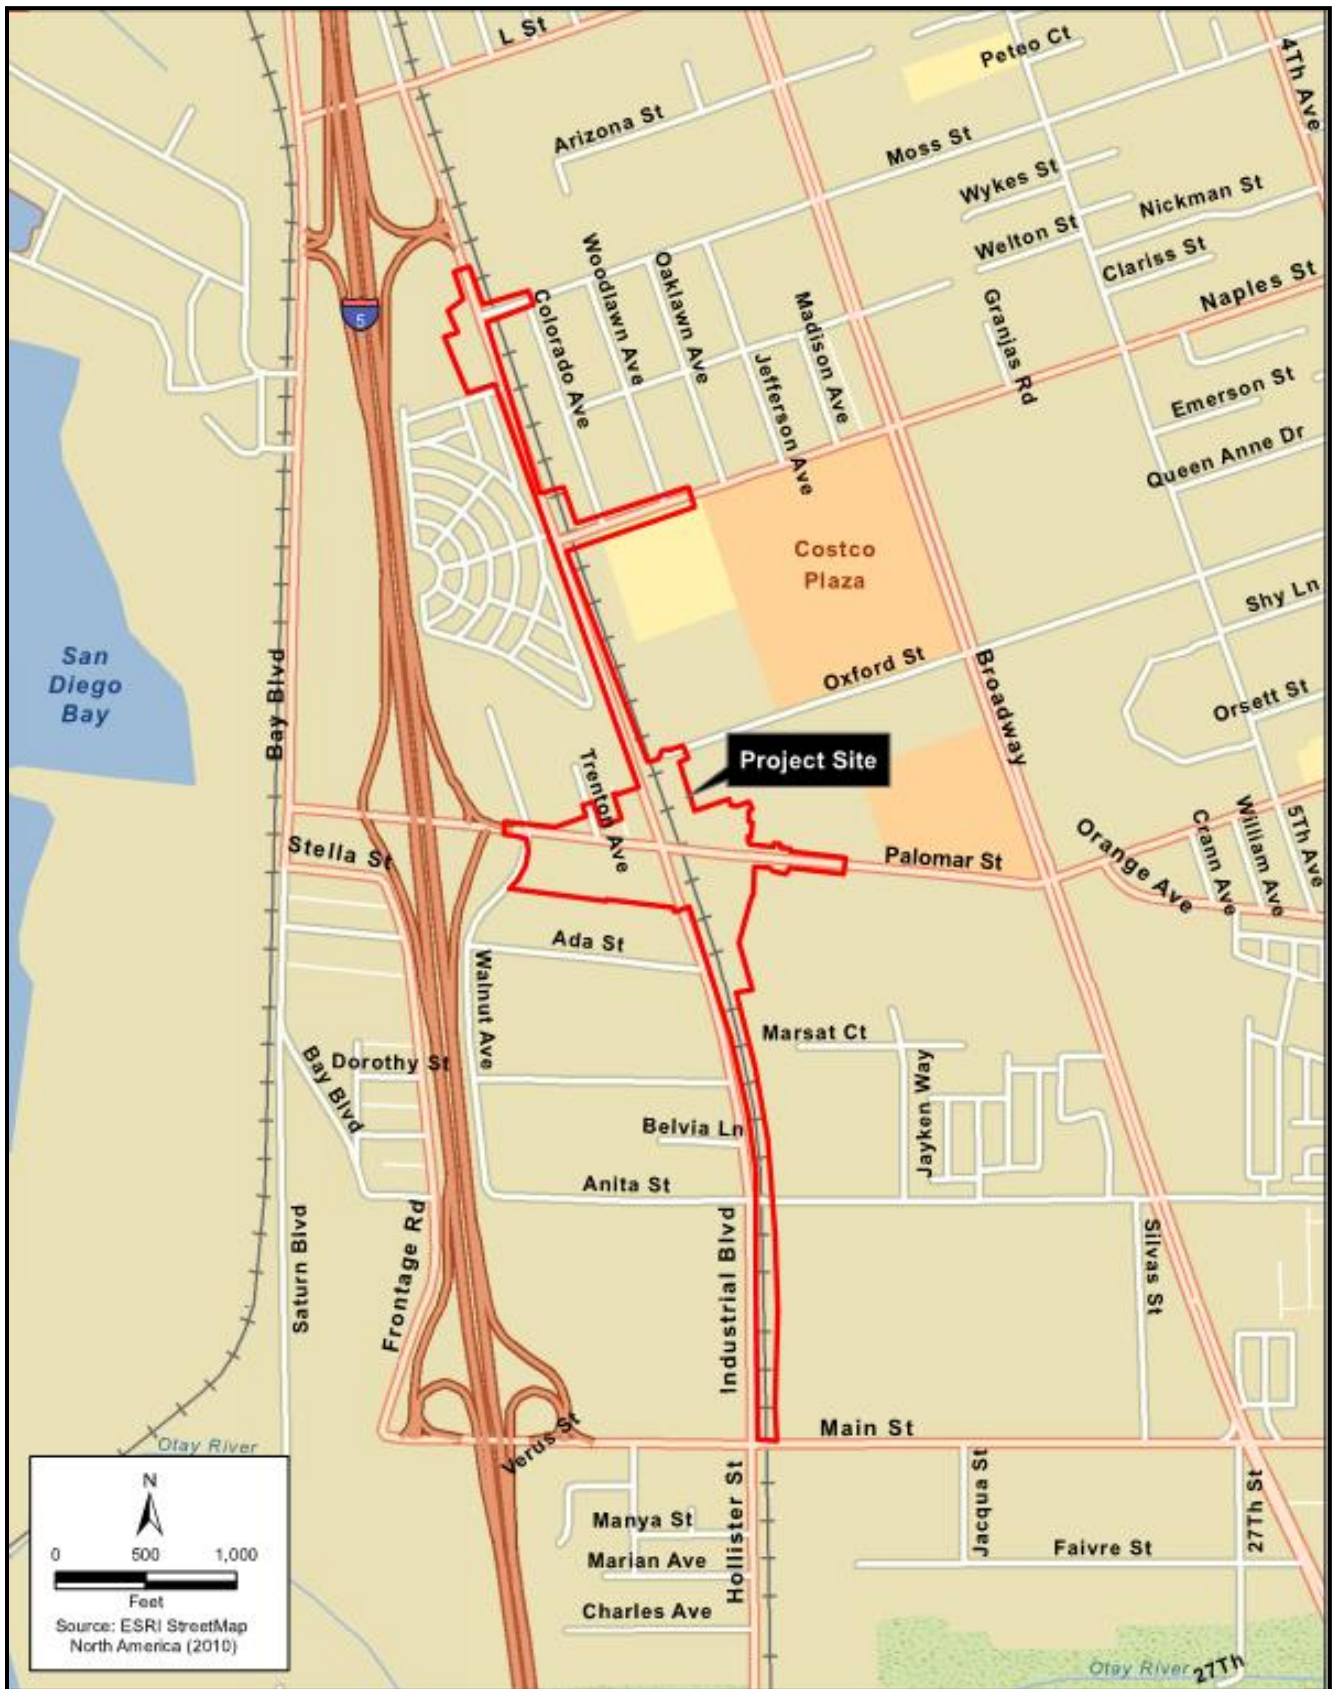 L St
Peteo Ct
4Th Ave
Arizona St
Moss St
Wykes St
Nickman St
Welton St
Clariss St
Naples St
Woodlawn Ave
Oaklawn Ave
Colorado Ave
Madison Ave
Jefferson Ave
Granjas Rd
5
Emerson St
Queen Anne Dr
Costco
Plaza
Shy Ln
San
Diego
Bay
Bay Blvd
Oxford St
Broadway
Orsett St
Project Site
Trenton Ave
Stella St
Palomar St
Orange Ave
Crann Ave
William Ave
5Th Ave
Ada St
Walnut Ave
Marsat Ct
Bay Blvd
Dorothy St
Jayken Way
Belvia Ln
Anita St
Saturn Blvd
Frontage Rd
Industrial Blvd
Silvas St
Main St
Verus St
Otay River
Hollister St
Jacqua St
27Th St
Manya St
Marian Ave
Faivre St
Charles Ave
Otay River
27Th
N
0 500 1,000
Feet
Source: ESRI StreetMap
North America (2010)